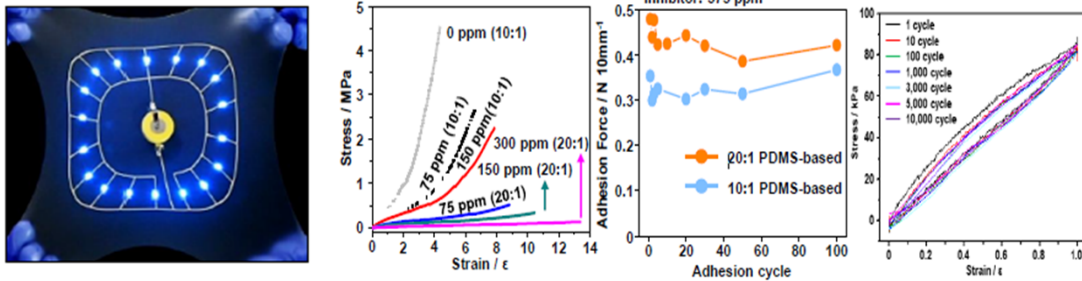 Stress / MPa
5
4
3
2
1
0
0 ppm (10:1)
75 ppm (10:1)
150 ppm(10:1)
300 ppm (20:1)
150 ppm (20:1)
75 ppm (20:1)
0 2 4 6 8 10 12 14
Strain / ε
Adhesion Force / N 10mm⁻¹
0.5
0.4
0.3
0.2
0.1
0
20:1 PDMS-based
10:1 PDMS-based
0 20 40 60 80 100
Adhesion cycle
Stress / kPa
100
80
60
40
20
0
1 cycle
10 cycle
100 cycle
1,000 cycle
3,000 cycle
5,000 cycle
10,000 cycle
0 0.2 0.4 0.6 0.8 1.0
Strain / ε